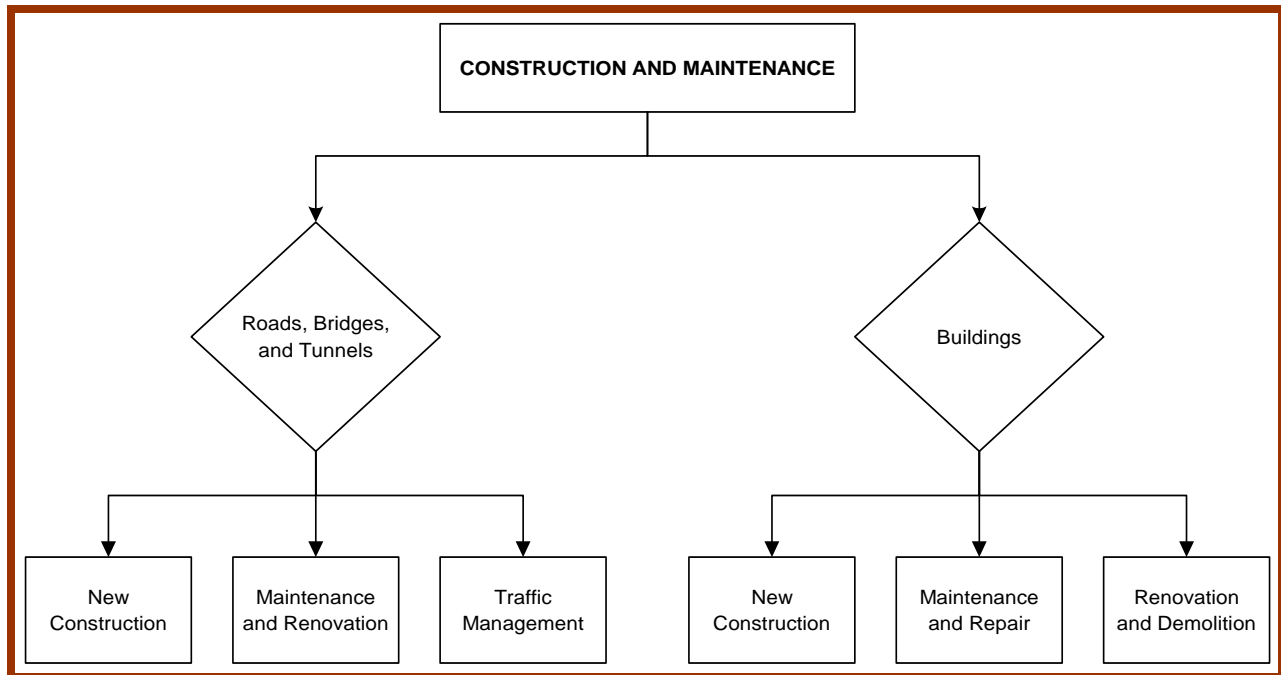 CONSTRUCTION AND MAINTENANCE
Roads, Bridges,
and Tunnels
Buildings
New
Construction
Maintenance
and Renovation
Traffic
Management
New
Construction
Maintenance
and Repair
Renovation
and Demolition